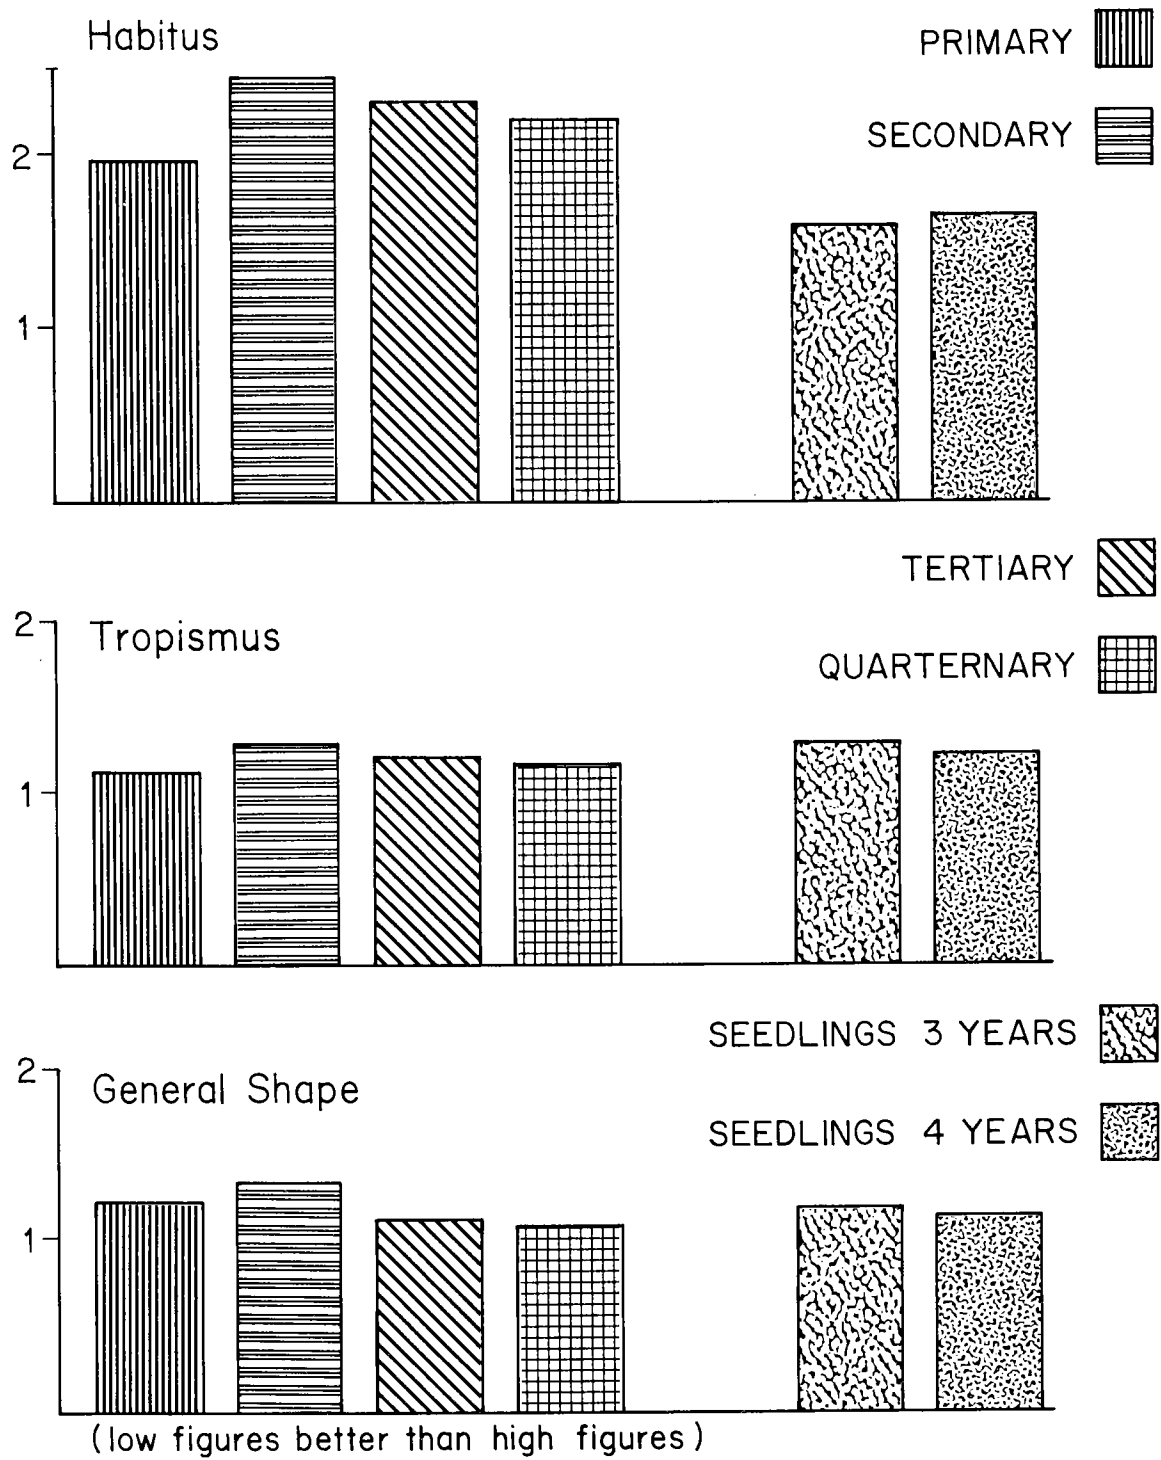 Habitus
PRIMARY
SECONDARY
2
1
TERTIARY
QUARTERNARY
2
Tropismus
1
SEEDLINGS 3 YEARS
SEEDLINGS 4 YEARS
2
General Shape
1
(low figures better than high figures)